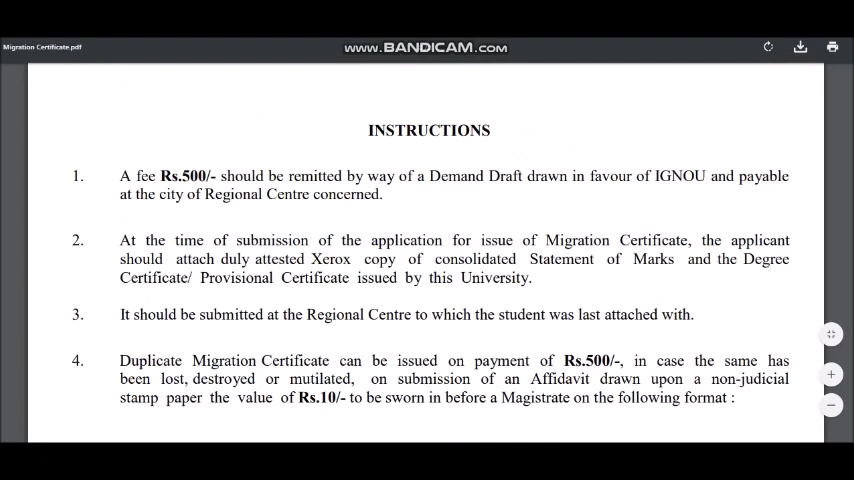 Migration Certificate.pdf
www.BANDICAM.com
INSTRUCTIONS
1. A fee Rs.500/- should be remitted by way of a Demand Draft drawn in favour of IGNOU and payable
at the city of Regional Centre concerned.
2. At the time of submission of the application for issue of Migration Certificate, the applicant
should attach duly attested Xerox copy of consolidated Statement of Marks and the Degree
Certificate/ Provisional Certificate issued by this University.
3. It should be submitted at the Regional Centre to which the student was last attached with.
4. Duplicate Migration Certificate can be issued on payment of Rs.500/-, in case the same has
been lost, destroyed or mutilated, on submission of an Affidavit drawn upon a non-judicial
stamp paper the value of Rs.10/- to be sworn in before a Magistrate on the following format :